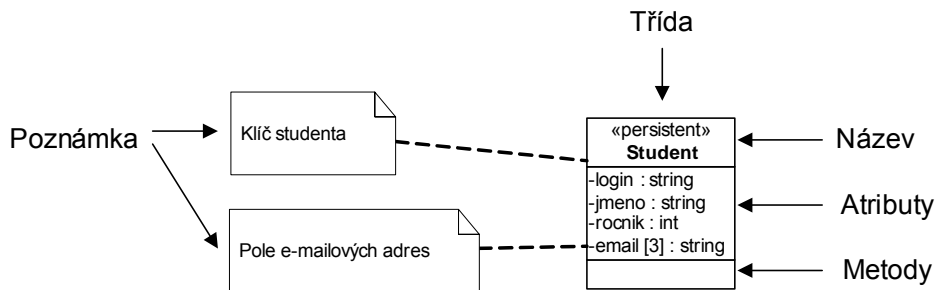 Třída
Poznámka
Klíč studenta
Pole e-mailových adres
«persistent»
Student
-login : string
-jmeno : string
-rocnik : int
-email [3] : string
Název
Atributy
Metody